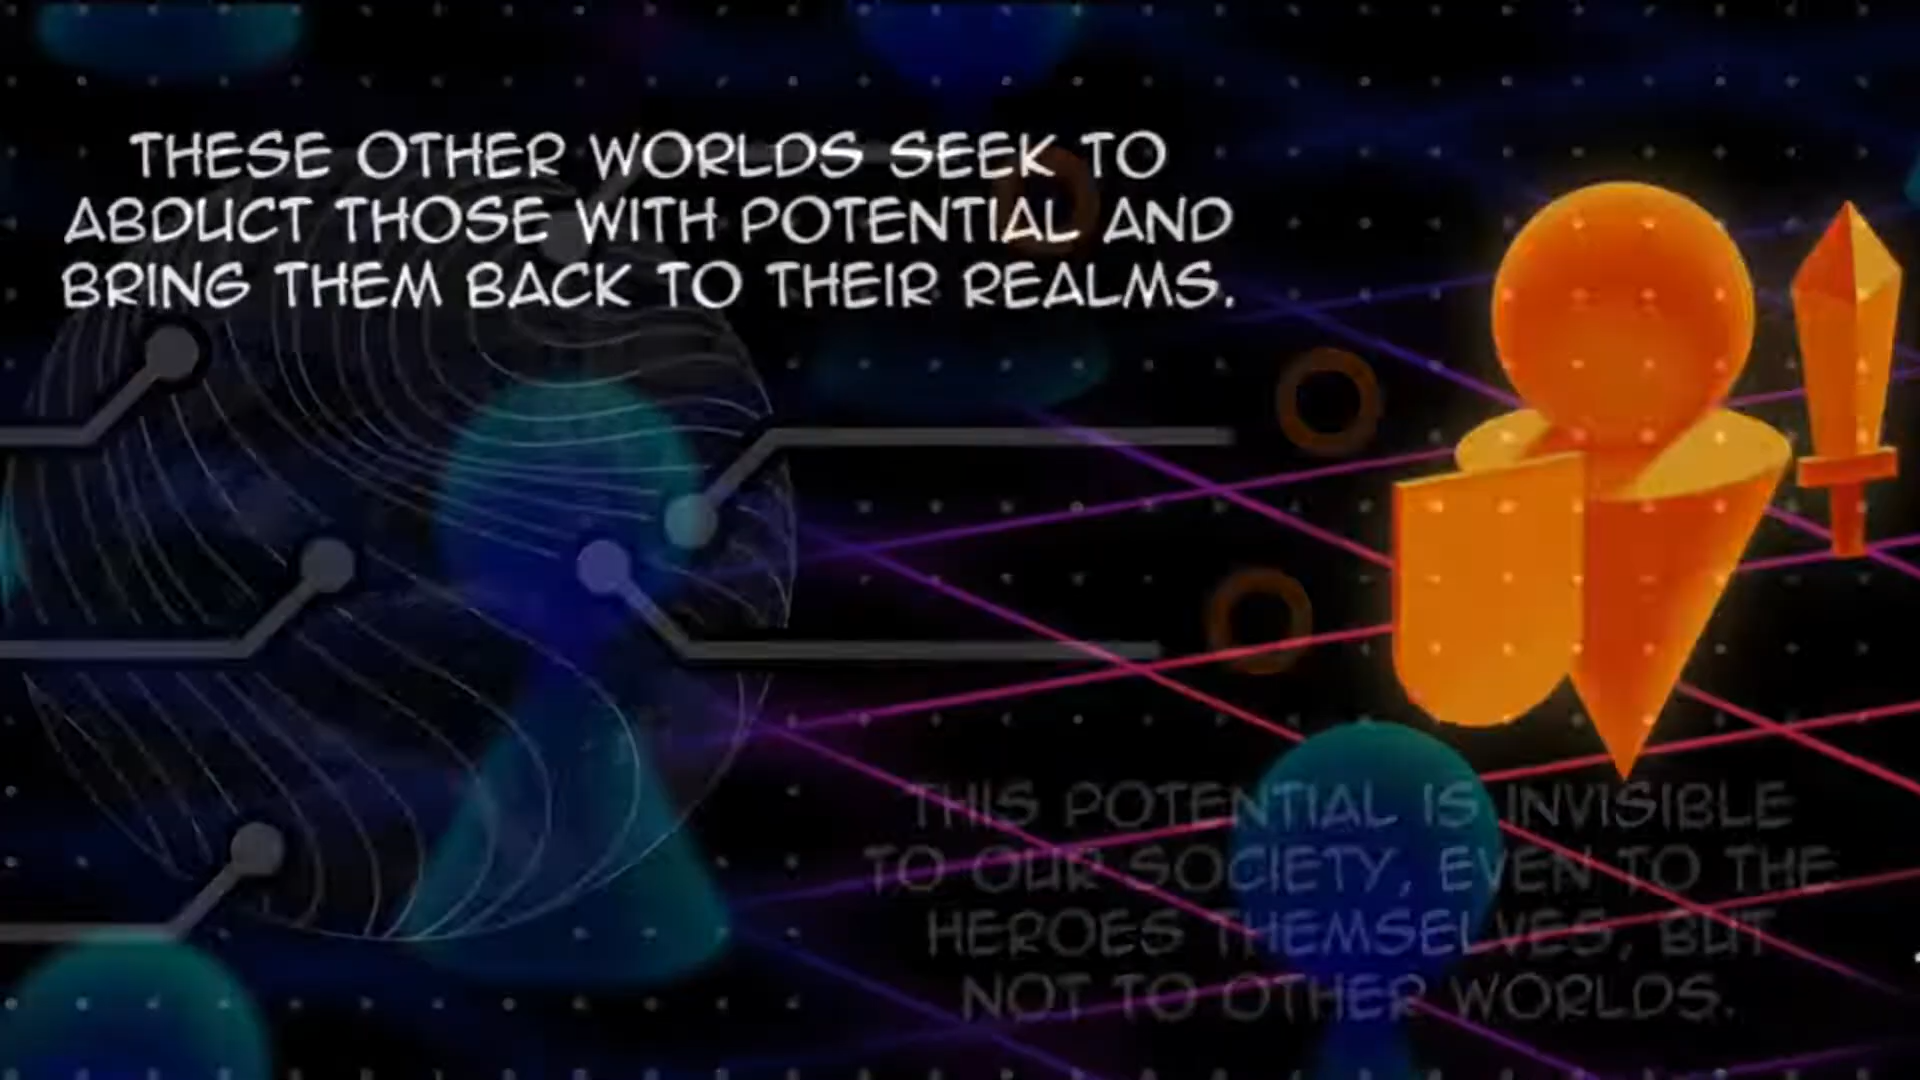 THESE OTHER WORLDS SEEK TO
ABDUCT THOSE WITH POTENTIAL AND
BRING THEM BACK TO THEIR REALMS.
THIS POTENTIAL IS INVISIBLE
TO OUR SOCIETY, EVEN TO THE
HEROES THEMSELVES, BUT
NOT TO OTHER WORLDS.